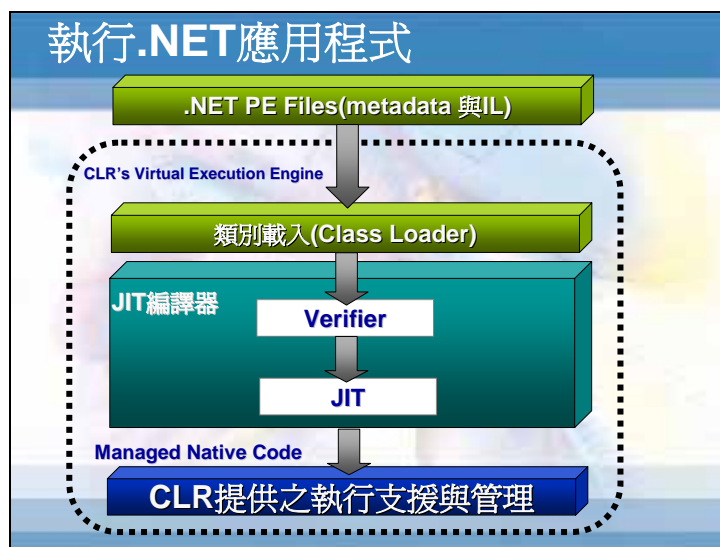 執行.NET應用程式
.NET PE Files(metadata 與IL)
CLR's Virtual Execution Engine
類別載入(Class Loader)
JIT編譯器
Verifier
JIT
Managed Native Code
CLR提供之執行支援與管理